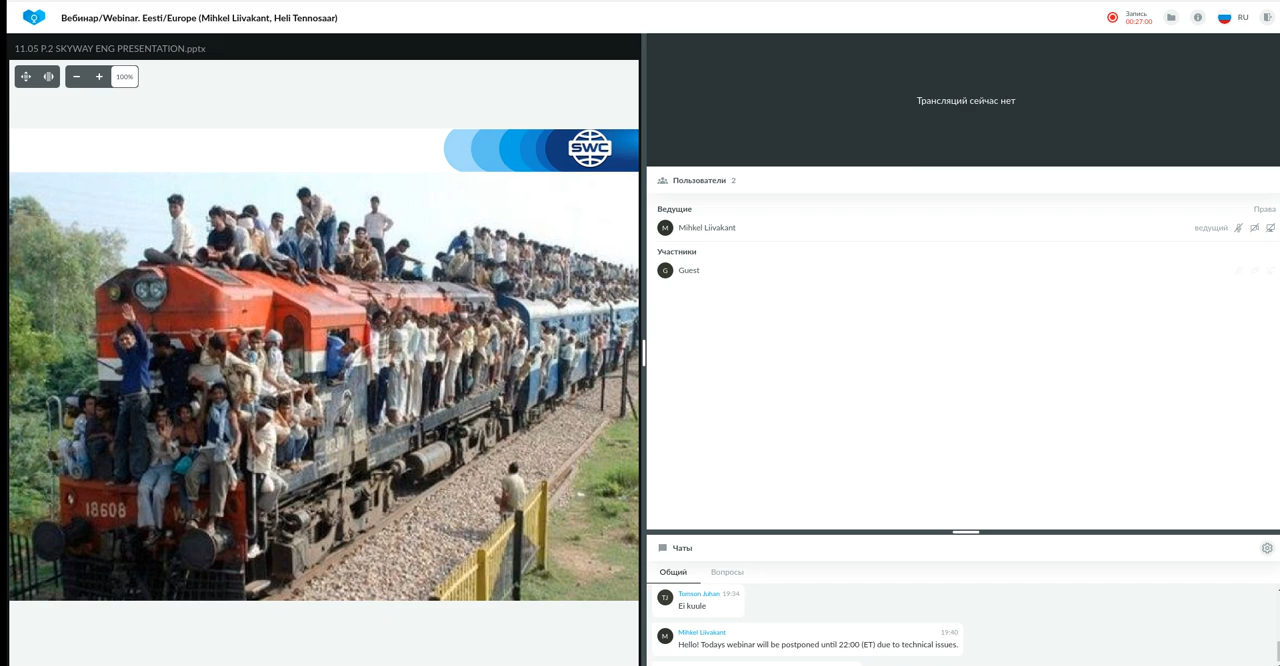 Вебинар/Webinar. Eesti/Europe (Mihkel Liivakant, Heli Tennosaar)
Запись
00:27:00
RU
11.05 P.2 SKYWAY ENG PRESENTATION.pptx
100%
SWC
18608
Трансляций сейчас нет
Пользователи 2
Ведущие
Права
M
Mihkel Liivakant
ведущий
Участники
G
Guest
Чаты
Общий
Вопросы
TJ
Tomson Juhan 19:34
Ei kuule
M
Mihkel Liivakant 19:40
Hello! Todays webinar will be postponed until 22:00 (ET) due to technical issues.